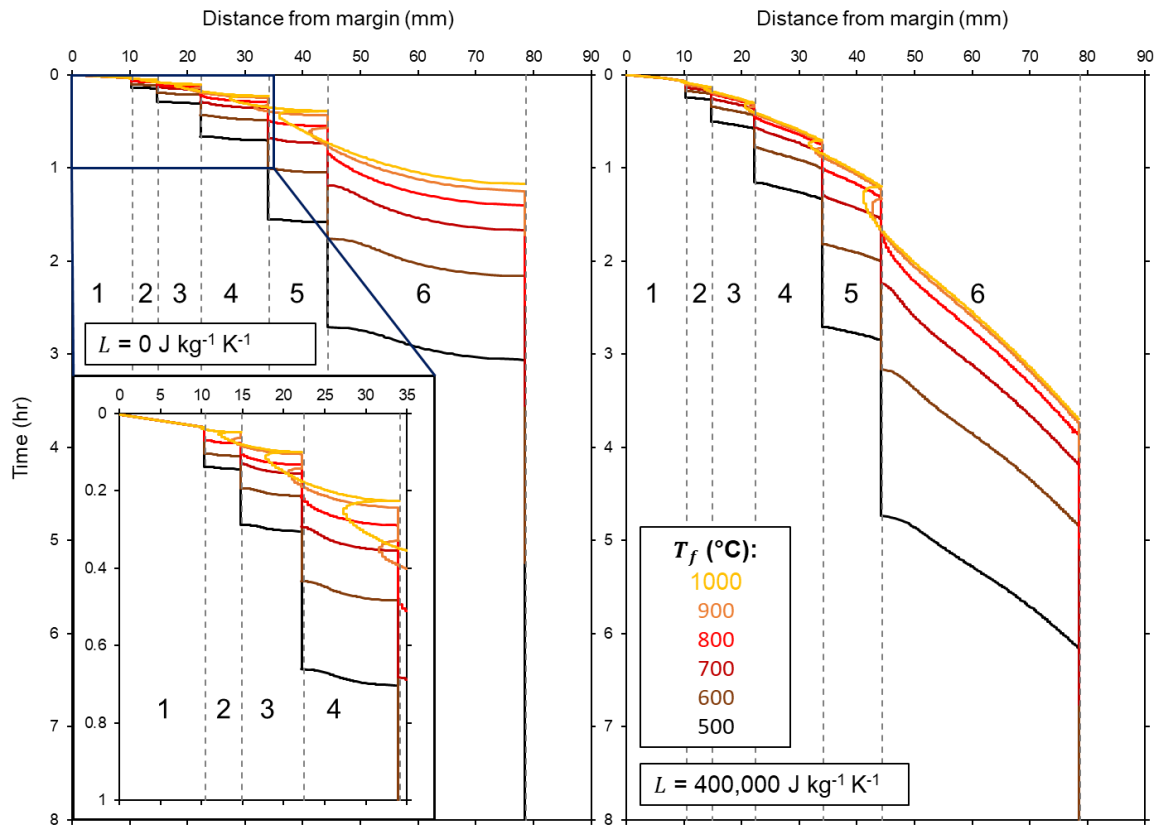 Distance from margin (mm)
0 10 20 30 40 50 60 70 80 90
Distance from margin (mm)
0 10 20 30 40 50 60 70 80 90
Time (hr)
0
1
2
3
4
5
6
7
8
1 2 3 4 5 6
L = 0 J kg⁻¹ K⁻¹
0 5 10 15 20 25 30 35
0
0.2
0.4
0.6
0.8
1
1 2 3 4
0
1
2
3
4
5
6
7
8
1 2 3 4 5 6
T_f (°C):
1000
900
800
700
600
500
L = 400,000 J kg⁻¹ K⁻¹